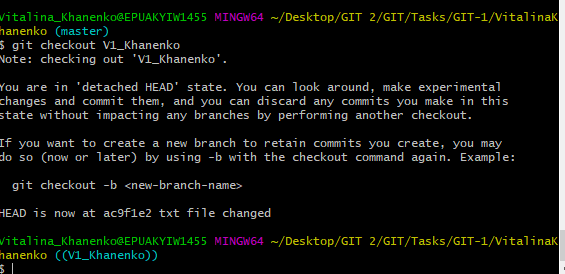 Vitalina_Khanenko@EPUAKYIW1455 MINGW64 ~/Desktop/GIT 2/GIT/Tasks/GIT-1/VitalinaK
hanenko (master)
$ git checkout V1_Khanenko
Note: checking out 'V1_Khanenko'.
You are in 'detached HEAD' state. You can look around, make experimental
changes and commit them, and you can discard any commits you make in this
state without impacting any branches by performing another checkout.
If you want to create a new branch to retain commits you create, you may
do so (now or later) by using -b with the checkout command again. Example:
git checkout -b <new-branch-name>
HEAD is now at ac9f1e2 txt file changed
Vitalina_Khanenko@EPUAKYIW1455 MINGW64 ~/Desktop/GIT 2/GIT/Tasks/GIT-1/VitalinaK
hanenko ((V1_Khanenko))
$